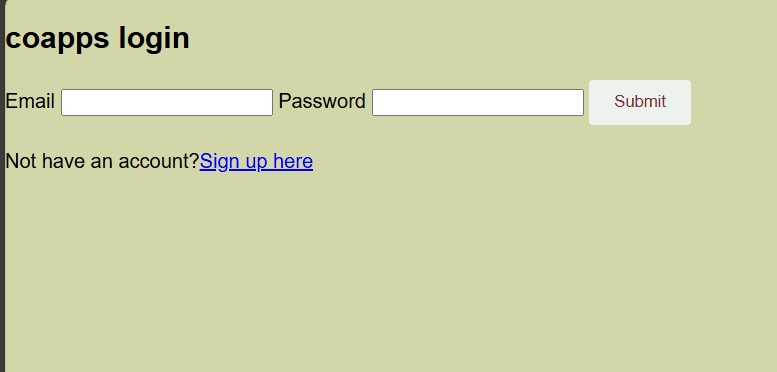 coapps login
Email Password Submit
Not have an account?Sign up here